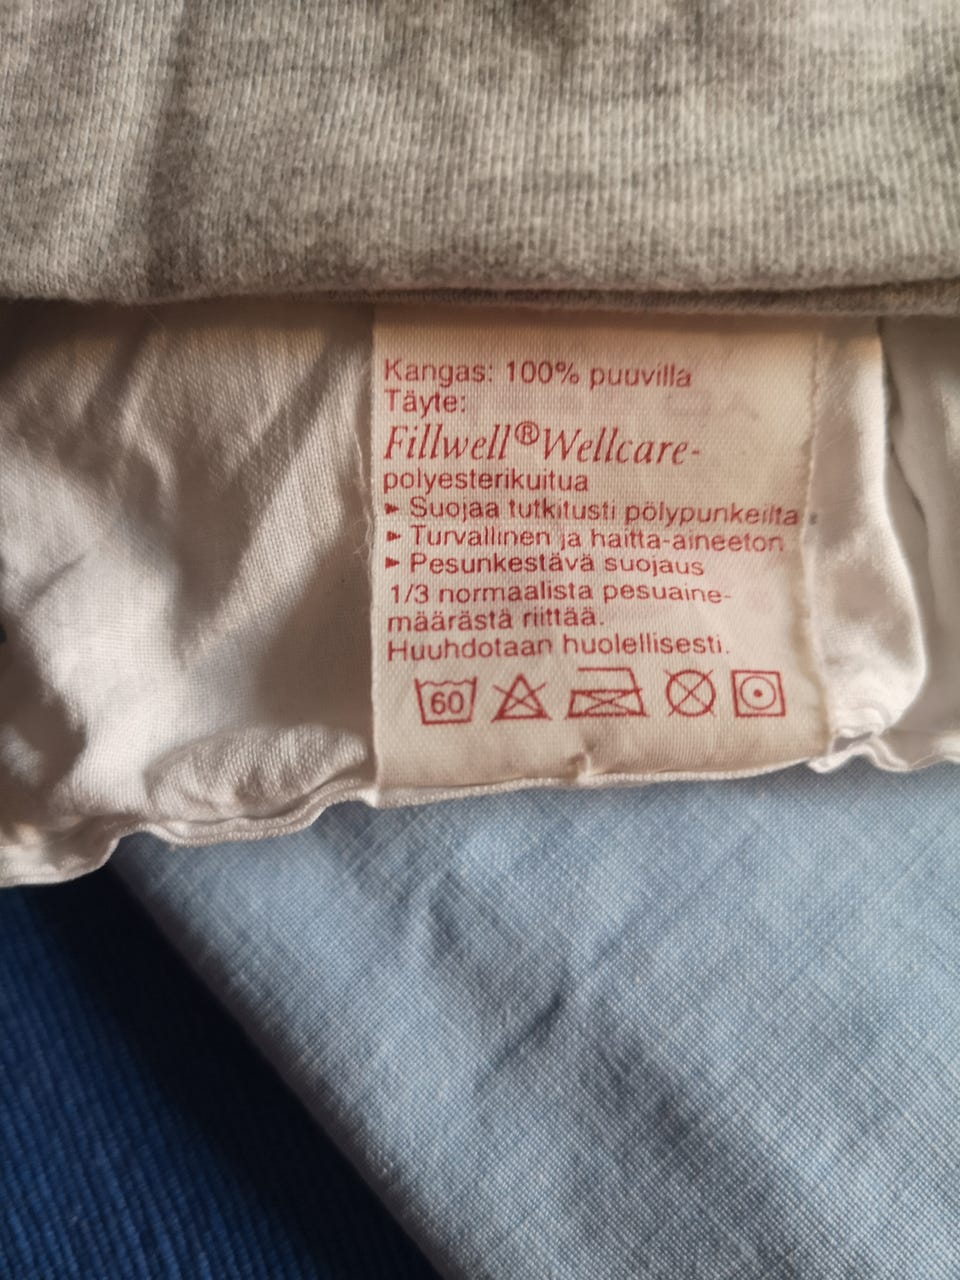 Kangas: 100% puuvilla
Täyte:
Fillwell®Wellcare-
polyesterikuitua
► Suojaa tutkitusti pölypunkeilta
► Turvallinen ja haitta-aineeton
► Pesunkestävä suojaus
1/3 normaalista pesuaine-
määrästä riittää.
Huuhdotaan huolellisesti.
60